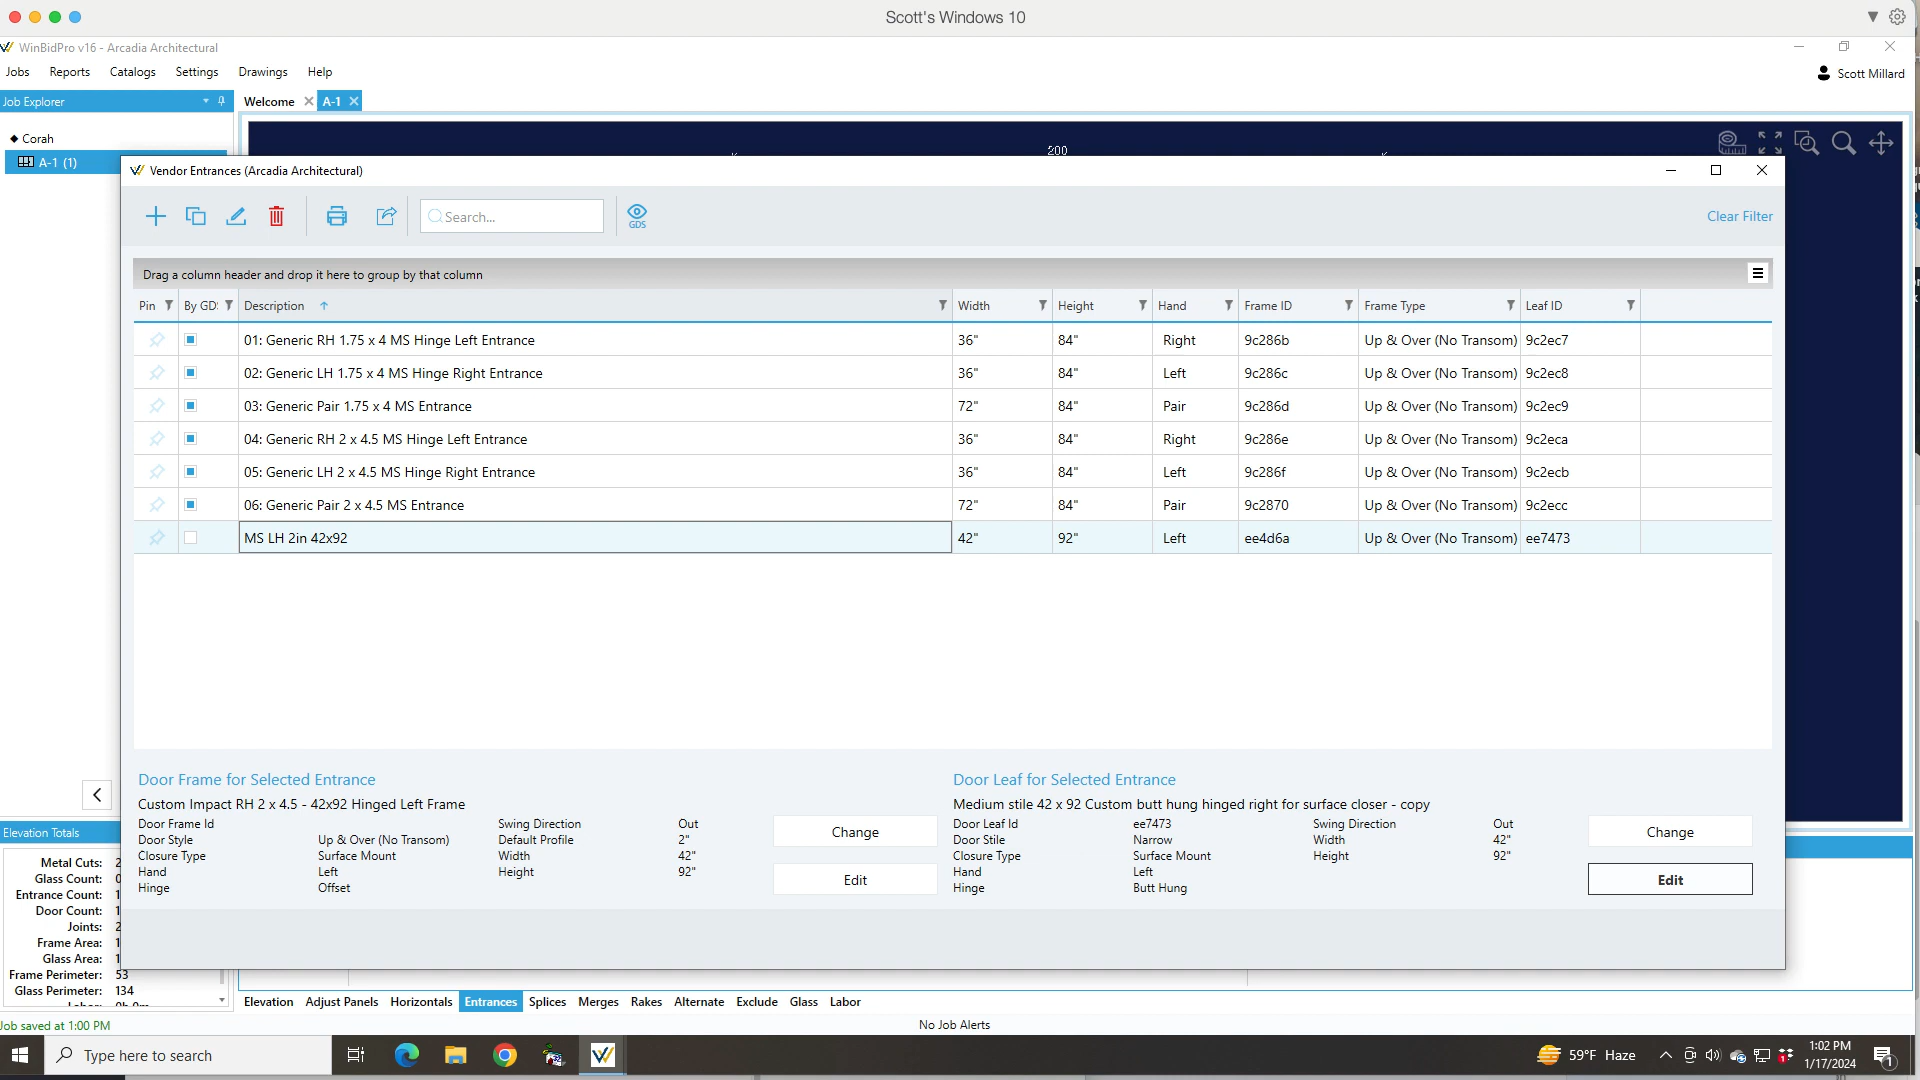 Scott's Windows 10
WinBidPro v16 - Arcadia Architectural
Jobs Reports Catalogs Settings Drawings Help
Scott Millard
Job Explorer
Welcome A-1
Corah
A-1 (1)
200
Vendor Entrances (Arcadia Architectural)
Search...
GDS
Clear Filter
Drag a column header and drop it here to group by that column
Pin By GD Description Width Height Hand Frame ID Frame Type Leaf ID
01: Generic RH 1.75 x 4 MS Hinge Left Entrance 36" 84" Right 9c286b Up & Over (No Transom) 9c2ec7
02: Generic LH 1.75 x 4 MS Hinge Right Entrance 36" 84" Left 9c286c Up & Over (No Transom) 9c2ec8
03: Generic Pair 1.75 x 4 MS Entrance 72" 84" Pair 9c286d Up & Over (No Transom) 9c2ec9
04: Generic RH 2 x 4.5 MS Hinge Left Entrance 36" 84" Right 9c286e Up & Over (No Transom) 9c2eca
05: Generic LH 2 x 4.5 MS Hinge Right Entrance 36" 84" Left 9c286f Up & Over (No Transom) 9c2ecb
06: Generic Pair 2 x 4.5 MS Entrance 72" 84" Pair 9c2870 Up & Over (No Transom) 9c2ecc
MS LH 2in 42x92 42" 92" Left ee4d6a Up & Over (No Transom) ee7473
Door Frame for Selected Entrance
Custom Impact RH 2 x 4.5 - 42x92 Hinged Left Frame
Door Frame Id Swing Direction Out
Door Style Up & Over (No Transom) Default Profile 2"
Closure Type Surface Mount Width 42"
Hand Left Height 92"
Hinge Offset
Change
Edit
Door Leaf for Selected Entrance
Medium stile 42 x 92 Custom butt hung hinged right for surface closer - copy
Door Leaf Id ee7473 Swing Direction Out
Door Stile Narrow Width 42"
Closure Type Surface Mount Height 92"
Hand Left
Hinge Butt Hung
Change
Edit
Elevation Totals
Metal Cuts: 2
Glass Count: 0
Entrance Count: 1
Door Count: 1
Joints: 2
Frame Area: 1
Glass Area: 1
Frame Perimeter: 53
Glass Perimeter: 134
Elevation Adjust Panels Horizontals Entrances Splices Merges Rakes Alternate Exclude Glass Labor
Job saved at 1:00 PM
No Job Alerts
Type here to search
59°F Haze
1:02 PM
1/17/2024
1